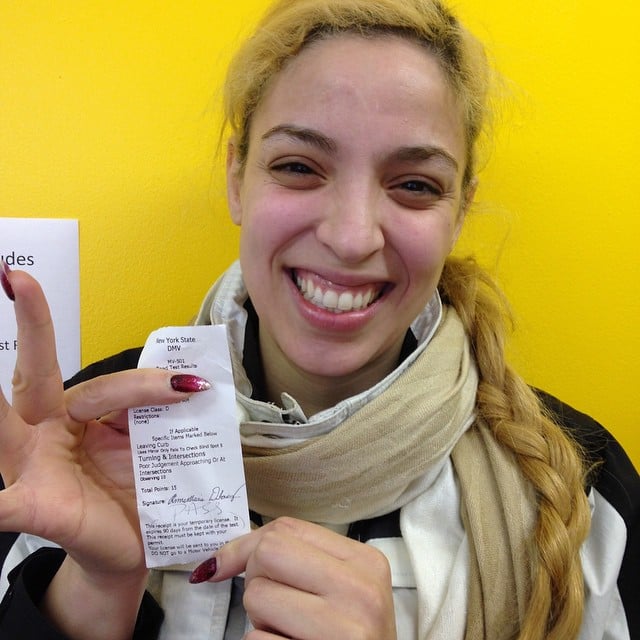 udes
st F
New York State
DMV
MV-501
Road Test Results
License Class: D
Restrictions:
(none)
If Applicable
Specific Items Marked Below
Leaving Curb
Uses Mirror Only Fails To Check Blind Spot 5
Turning & Intersections
Poor Judgement Approaching Or At
Intersections
Observing 10
Total Points: 15
Signature:
PASS
This receipt is your temporary license. It
expires 90 days from the date of the test.
This receipt must be kept with your
permit.
Your license will be sent to you in
DO NOT go to a Motor Vehicle